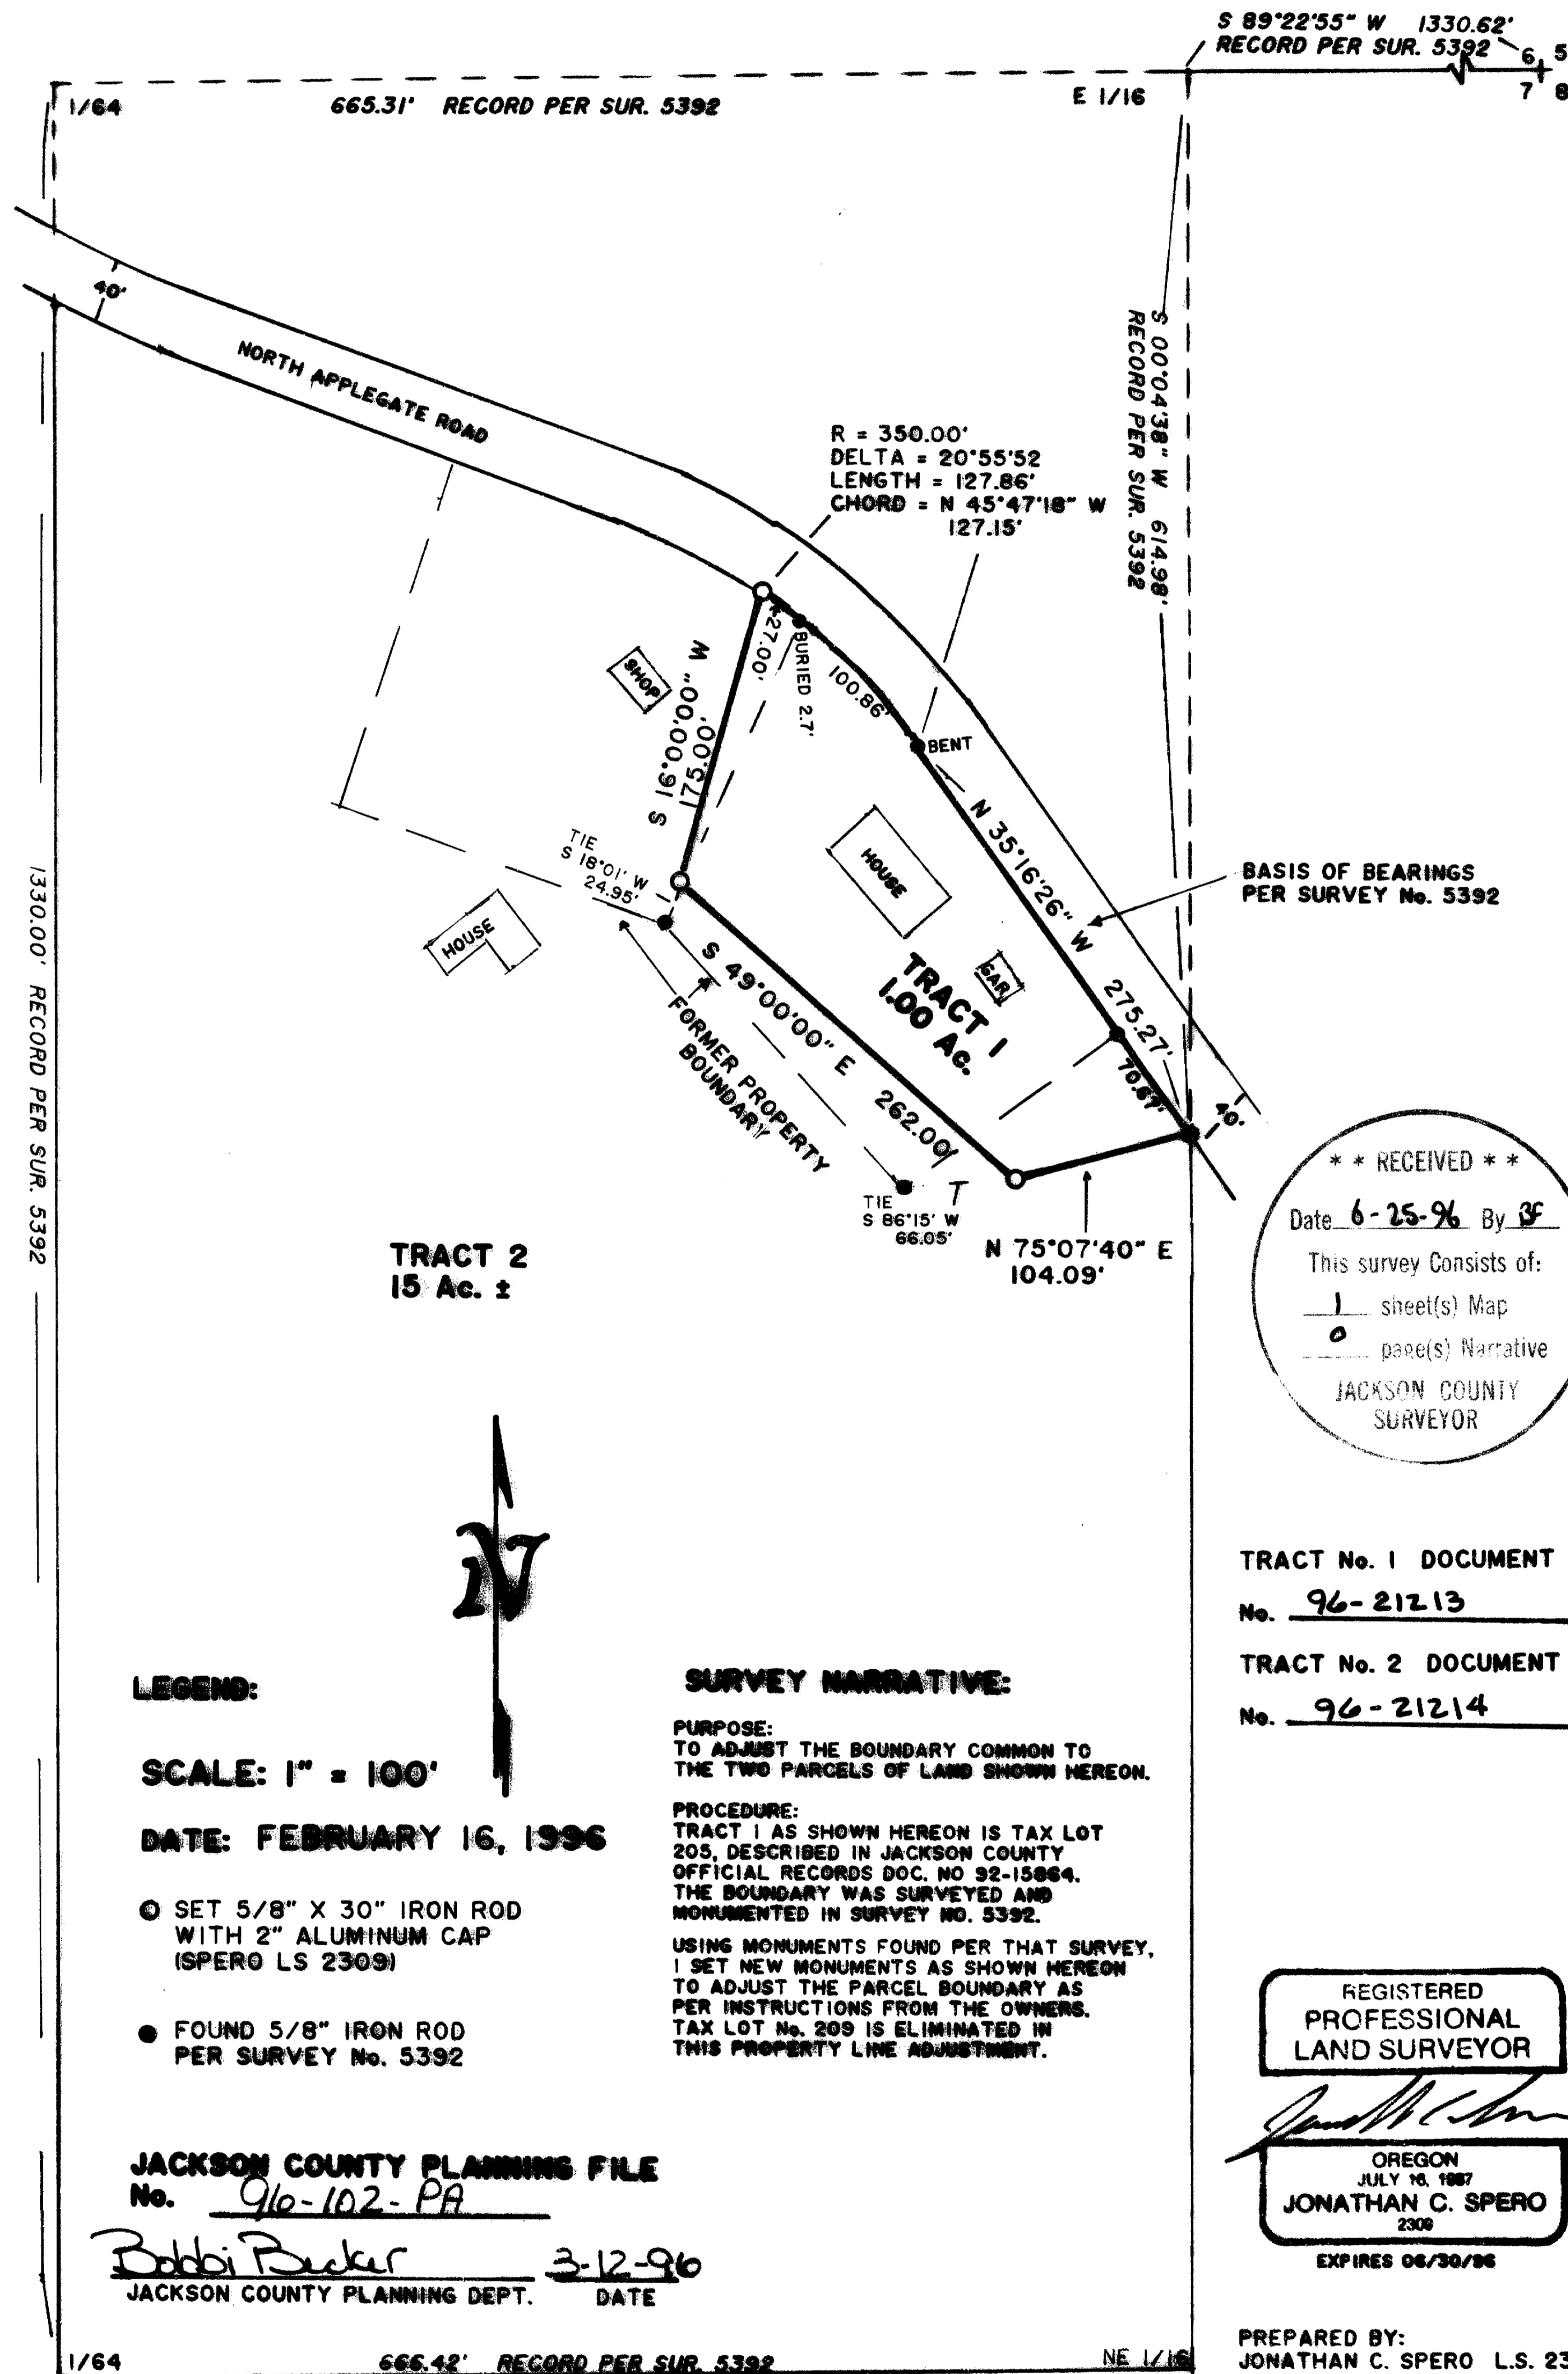 S 89°22'55" W 1330.62'
RECORD PER SUR. 5392
6 5
7 8
1/64
665.31' RECORD PER SUR. 5392
E 1/16
40'
NORTH APPLEGATE ROAD
S 00°04'38" W 614.98'
RECORD PER SUR. 5392
R = 350.00'
DELTA = 20°55'52
LENGTH = 127.86'
CHORD = N 45°47'18" W
127.15'
27.00'
BURIED 2.7'
100.86'
BENT
SHOP
S 16°00'00" W
175.00'
TIE
S 18°01' W
24.95'
HOUSE
HOUSE
N 35°16'26" W 275.27'
BASIS OF BEARINGS
PER SURVEY No. 5392
GAR
TRACT 1
1.00 Ac.
S 49°00'00" E 262.00'
FORMER PROPERTY
BOUNDARY
70.67'
40'
TIE
S 86°15' W
66.05'
T
N 75°07'40" E
104.09'
1330.00' RECORD PER SUR. 5392
TRACT 2
15 Ac. ±
* * RECEIVED * *
Date 6-25-96 By BF
This survey Consists of:
1 sheet(s) Map
0 page(s) Narrative
JACKSON COUNTY
SURVEYOR
N
TRACT No. 1 DOCUMENT
No. 96-21213
TRACT No. 2 DOCUMENT
No. 96-21214
LEGEND:
SCALE: 1" = 100'
DATE: FEBRUARY 16, 1996
SET 5/8" X 30" IRON ROD
WITH 2" ALUMINUM CAP
(SPERO LS 2309)
FOUND 5/8" IRON ROD
PER SURVEY No. 5392
SURVEY NARRATIVE:
PURPOSE:
TO ADJUST THE BOUNDARY COMMON TO
THE TWO PARCELS OF LAND SHOWN HEREON.
PROCEDURE:
TRACT 1 AS SHOWN HEREON IS TAX LOT
205, DESCRIBED IN JACKSON COUNTY
OFFICIAL RECORDS DOC. NO 92-15864.
THE BOUNDARY WAS SURVEYED AND
MONUMENTED IN SURVEY NO. 5392.
USING MONUMENTS FOUND PER THAT SURVEY,
I SET NEW MONUMENTS AS SHOWN HEREON
TO ADJUST THE PARCEL BOUNDARY AS
PER INSTRUCTIONS FROM THE OWNERS.
TAX LOT No. 209 IS ELIMINATED IN
THIS PROPERTY LINE ADJUSTMENT.
JACKSON COUNTY PLANNING FILE
No. 96-102-PA
Bobbi Becker 3-12-96
JACKSON COUNTY PLANNING DEPT. DATE
REGISTERED
PROFESSIONAL
LAND SURVEYOR
OREGON
JULY 16, 1987
JONATHAN C. SPERO
2309
EXPIRES 06/30/96
PREPARED BY:
JONATHAN C. SPERO L.S. 23
1/64
666.42' RECORD PER SUR. 5392
NE 1/16